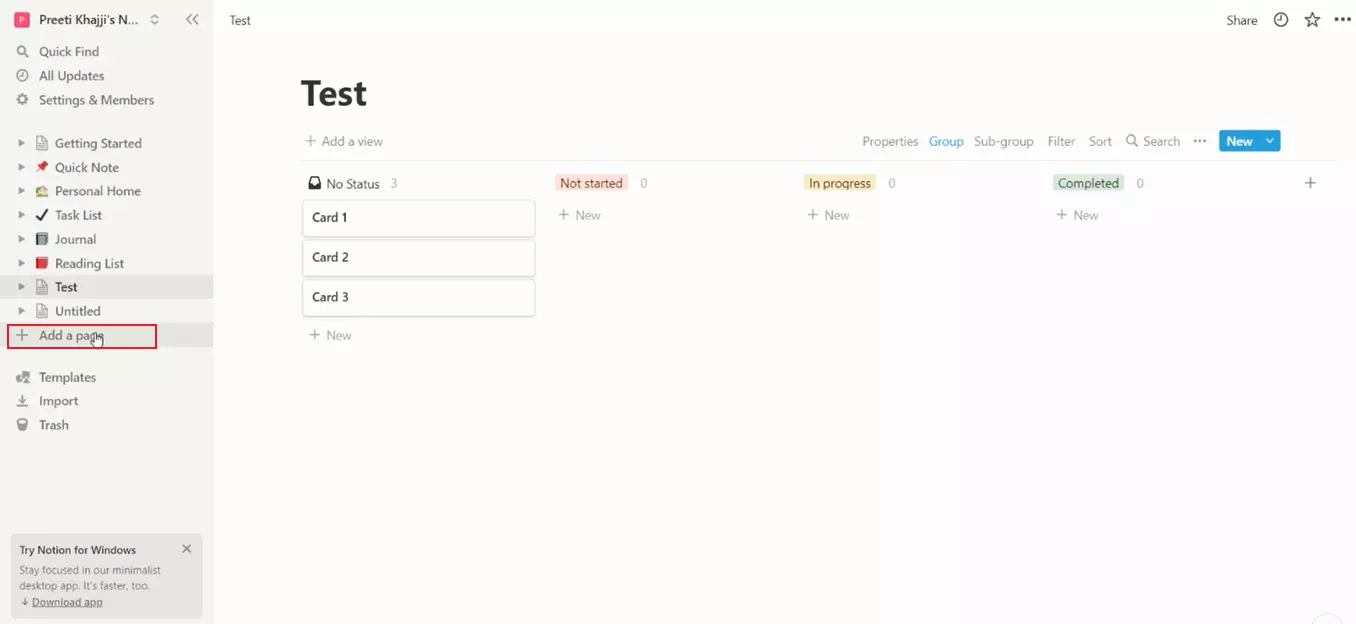 P Preeti Khajji's N...
Quick Find
All Updates
Settings & Members
Getting Started
Quick Note
Personal Home
Task List
Journal
Reading List
Test
Untitled
Add a page
Templates
Import
Trash
Try Notion for Windows
Stay focused in our minimalist
desktop app. It's faster, too.
Download app
Test
Share
Test
Add a view
Properties Group Sub-group Filter Sort Search New
No Status 3 Not started 0 In progress 0 Completed 0
Card 1
New New New
Card 2
Card 3
New